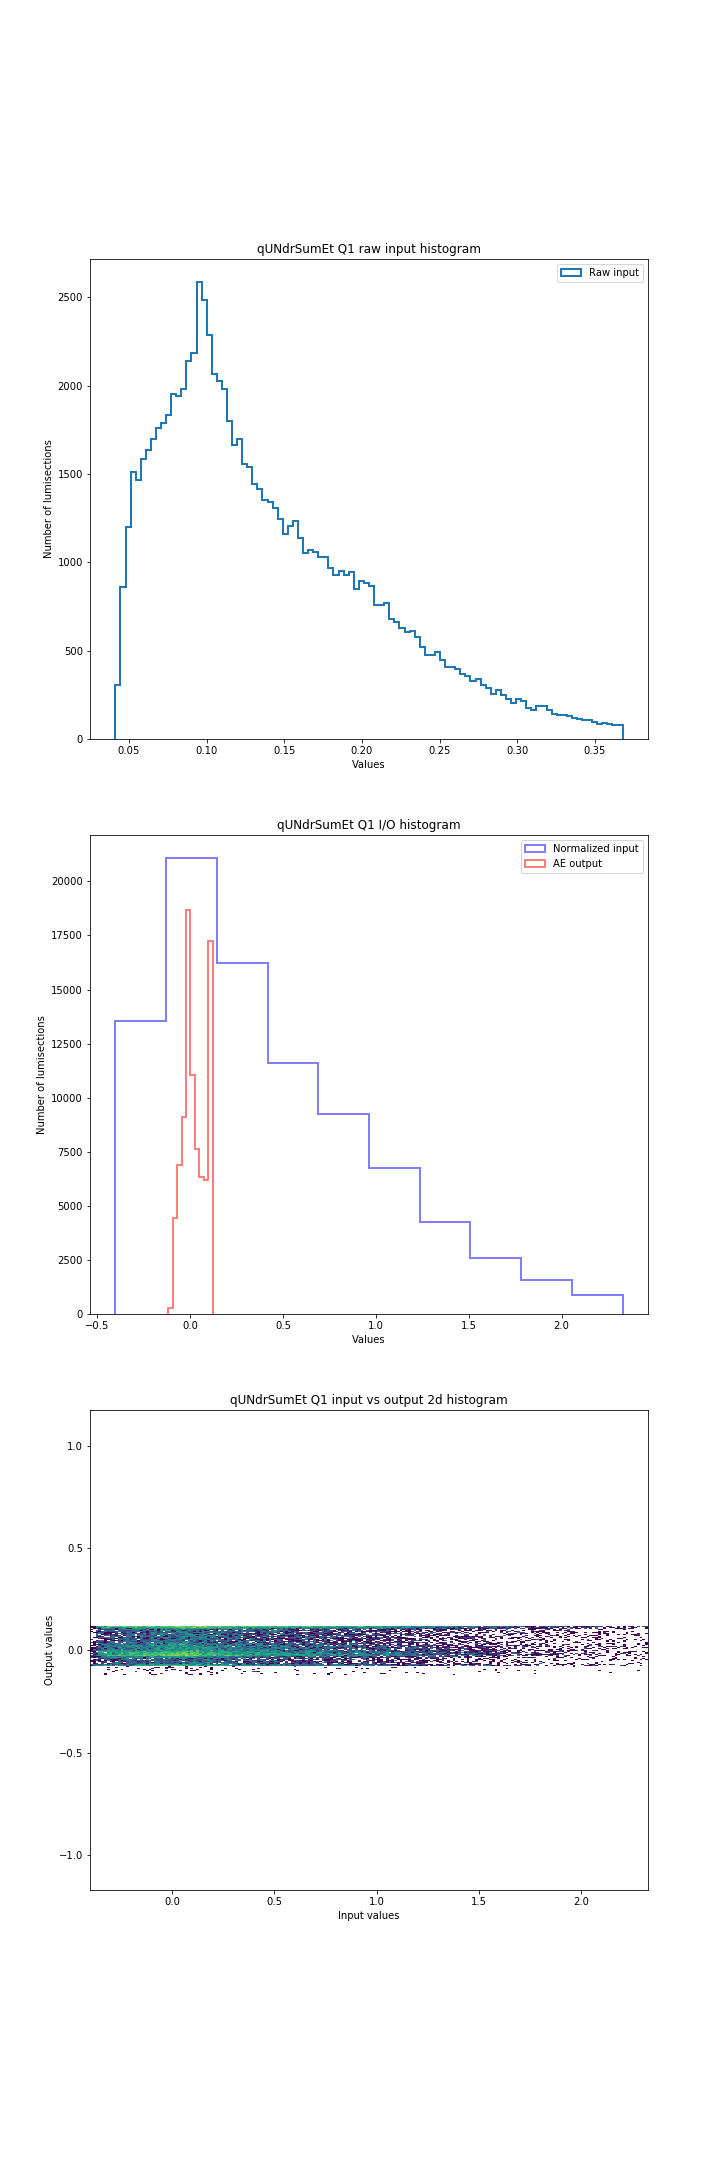 qUNdrSumEt Q1 raw input histogram
Raw input
2500
2000
1500
1000
500
0
Number of lumisections
0.05 0.10 0.15 0.20 0.25 0.30 0.35
Values
qUNdrSumEt Q1 I/O histogram
Normalized input
AE output
20000
17500
15000
12500
10000
7500
5000
2500
0
Number of lumisections
−0.5 0.0 0.5 1.0 1.5 2.0
Values
qUNdrSumEt Q1 input vs output 2d histogram
1.0
0.5
0.0
−0.5
−1.0
Output values
0.0 0.5 1.0 1.5 2.0
Input values